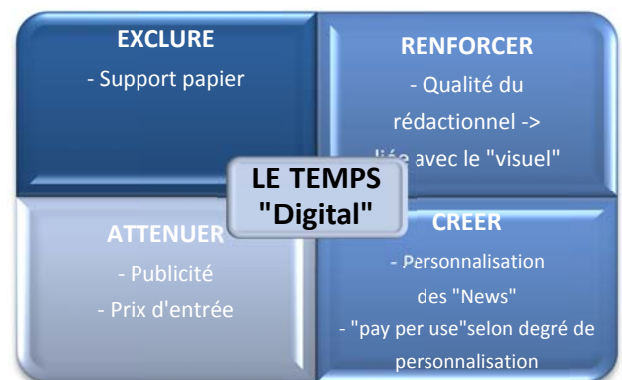 EXCLURE
- Support papier
RENFORCER
- Qualité du
rédactionnel ->
liée avec le "visuel"
LE TEMPS
"Digital"
ATTENUER
- Publicité
- Prix d'entrée
CREER
- Personnalisation
des "News"
- "pay per use"selon degré de
personnalisation